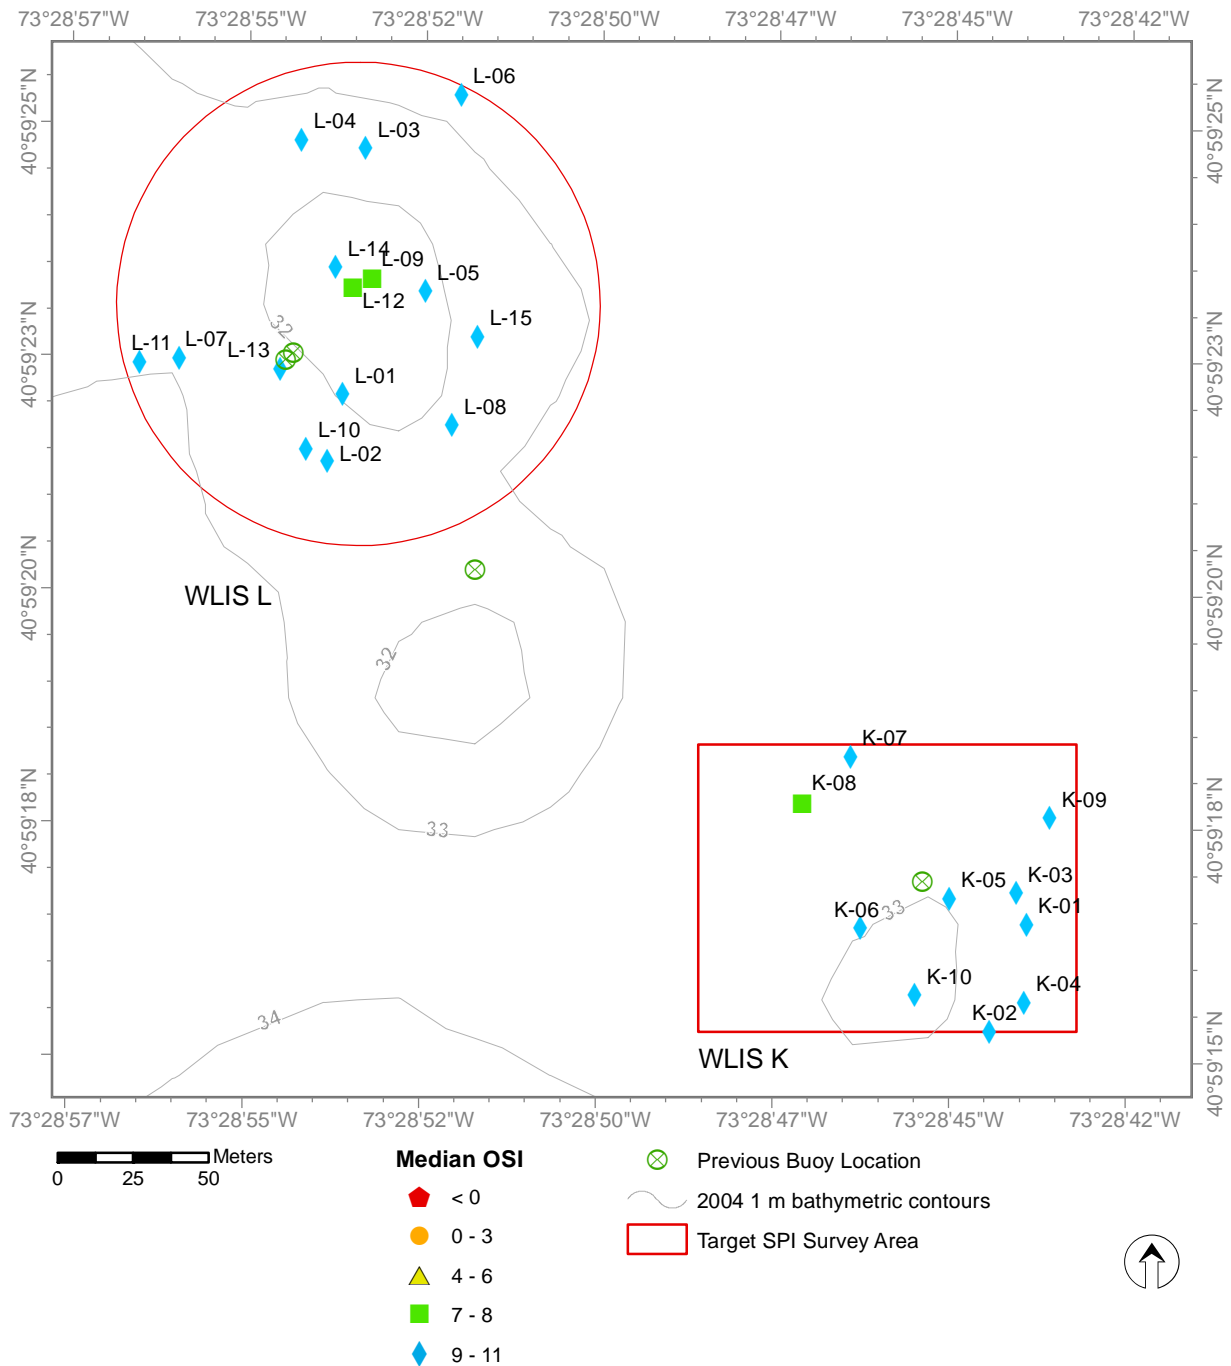 73°28'57"W 73°28'55"W 73°28'52"W 73°28'50"W 73°28'47"W 73°28'45"W 73°28'42"W
40°59'25"N
40°59'23"N
40°59'20"N
40°59'18"N
40°59'25"N
40°59'23"N
40°59'20"N
40°59'18"N
40°59'15"N
L-06
L-04
L-03
L-14
L-09
L-05
L-12
32
L-15
L-11
L-07
L-13
L-01
L-08
L-10
L-02
WLIS L
32
33
34
K-07
K-08
K-09
K-05
K-03
33
K-06
K-01
K-10
K-04
K-02
WLIS K
73°28'57"W 73°28'55"W 73°28'52"W 73°28'50"W 73°28'47"W 73°28'45"W 73°28'42"W
Meters
0 25 50
Median OSI
< 0
0 - 3
4 - 6
7 - 8
9 - 11
Previous Buoy Location
2004 1 m bathymetric contours
Target SPI Survey Area